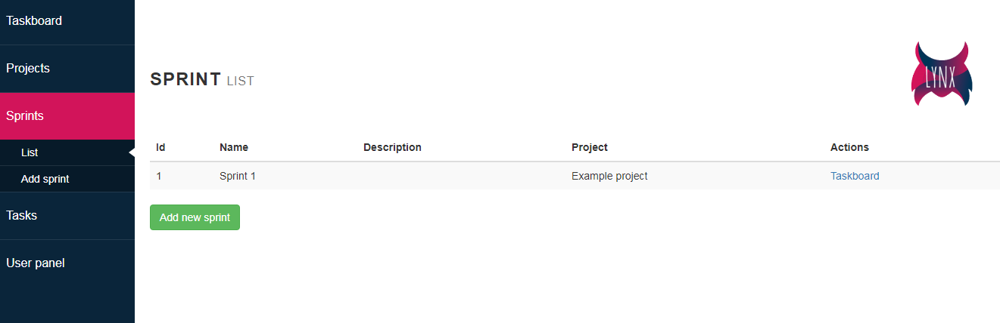 Taskboard
Projects
Sprints
List
Add sprint
Tasks
User panel
SPRINT LIST
LYNX
Id Name Description Project Actions
1 Sprint 1 Example project Taskboard
Add new sprint